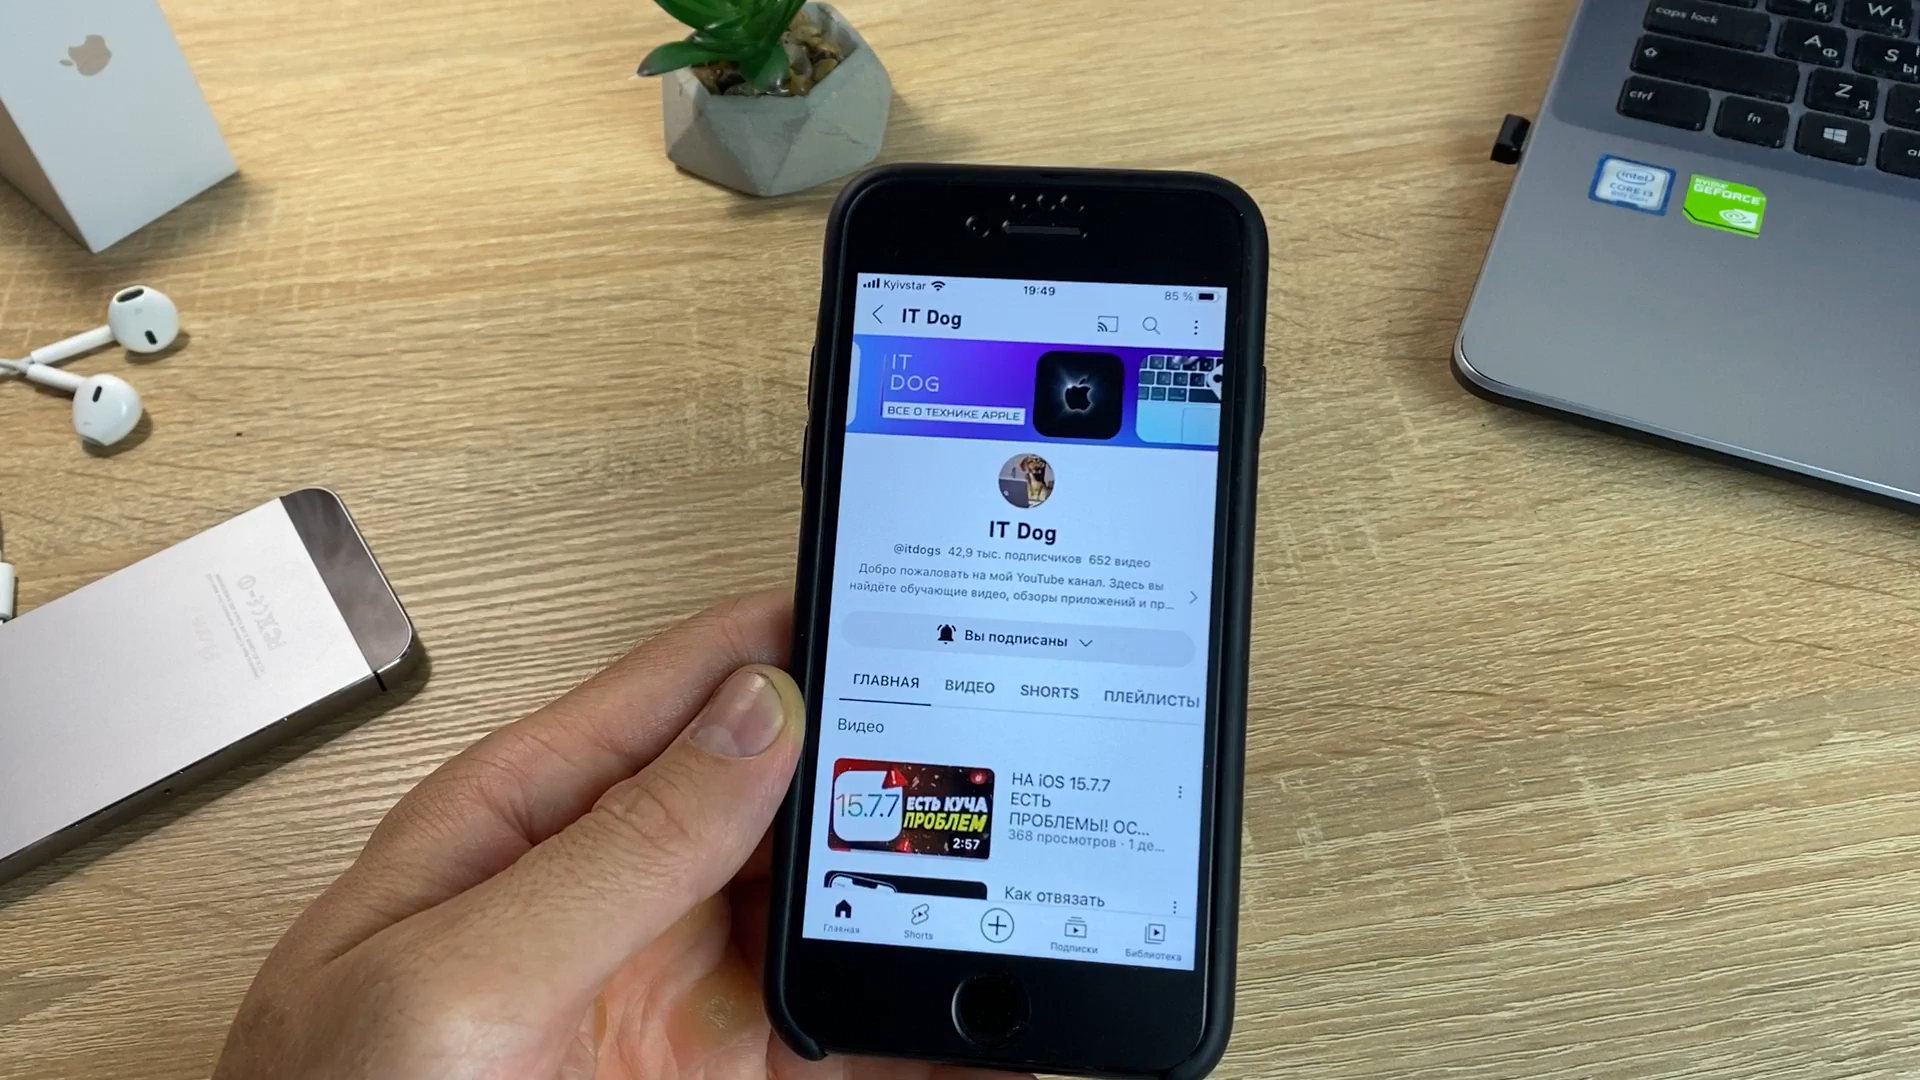 Kyivstar
19:49
85 %
IT Dog
IT
DOG
ВСЕ О ТЕХНИКЕ APPLE
IT Dog
@itdogs 42,9 тыс. подписчиков 652 видео
Добро пожаловать на мой YouTube канал. Здесь вы
найдёте обучающие видео, обзоры приложений и пр...
Вы подписаны
ГЛАВНАЯ ВИДЕО SHORTS ПЛЕЙЛИСТЫ
Видео
15.7.7
ЕСТЬ КУЧА
ПРОБЛЕМ
2:57
НА iOS 15.7.7
ЕСТЬ
ПРОБЛЕМЫ! ОС...
368 просмотров · 1 де...
Как отвязать
Главная
Shorts
Подписки
Библиотека
caps lock
A Ф
S Ы
W Ц
Й
ctrl
fn
Z Я
intel
CORE i3
NVIDIA
GEFORCE